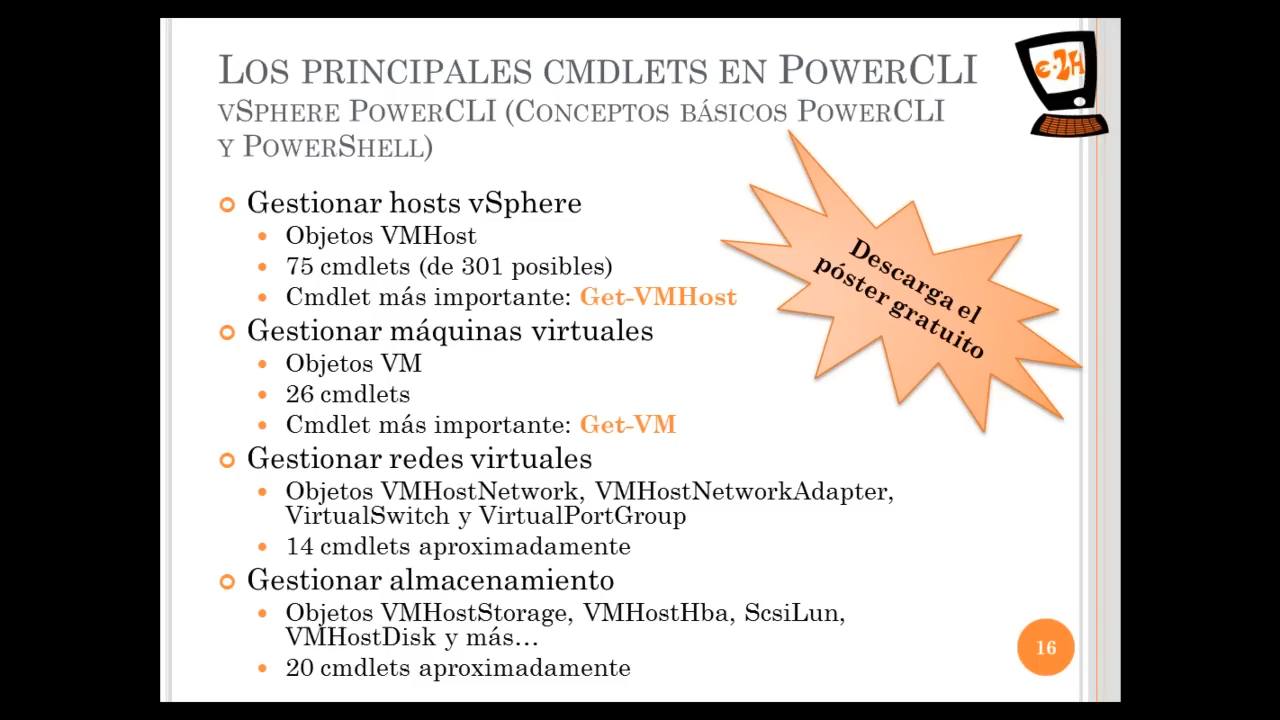 Los principales cmdlets en PowerCLI
vSphere PowerCLI (Conceptos básicos PowerCLI
y PowerShell)
e-2H
Gestionar hosts vSphere
Objetos VMHost
75 cmdlets (de 301 posibles)
Cmdlet más importante: Get-VMHost
Descarga el
póster gratuito
Gestionar máquinas virtuales
Objetos VM
26 cmdlets
Cmdlet más importante: Get-VM
Gestionar redes virtuales
Objetos VMHostNetwork, VMHostNetworkAdapter,
VirtualSwitch y VirtualPortGroup
14 cmdlets aproximadamente
Gestionar almacenamiento
Objetos VMHostStorage, VMHostHba, ScsiLun,
VMHostDisk y más…
20 cmdlets aproximadamente
16